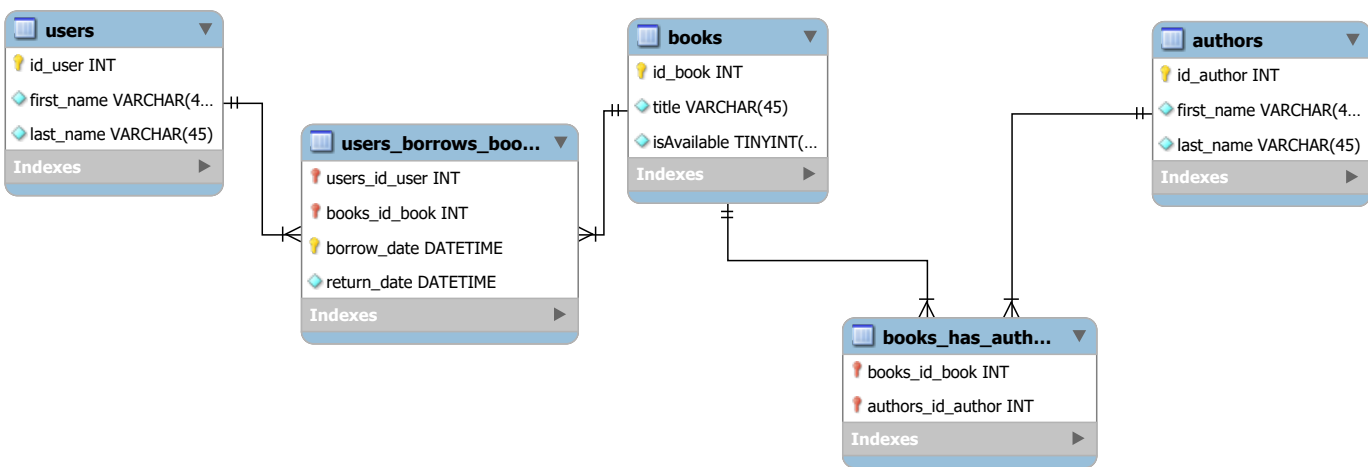 users
id_user INT
first_name VARCHAR(4...
last_name VARCHAR(45)
Indexes
users_borrows_boo...
users_id_user INT
books_id_book INT
borrow_date DATETIME
return_date DATETIME
Indexes
books
id_book INT
title VARCHAR(45)
isAvailable TINYINT(...
Indexes
books_has_auth...
books_id_book INT
authors_id_author INT
Indexes
authors
id_author INT
first_name VARCHAR(4...
last_name VARCHAR(45)
Indexes